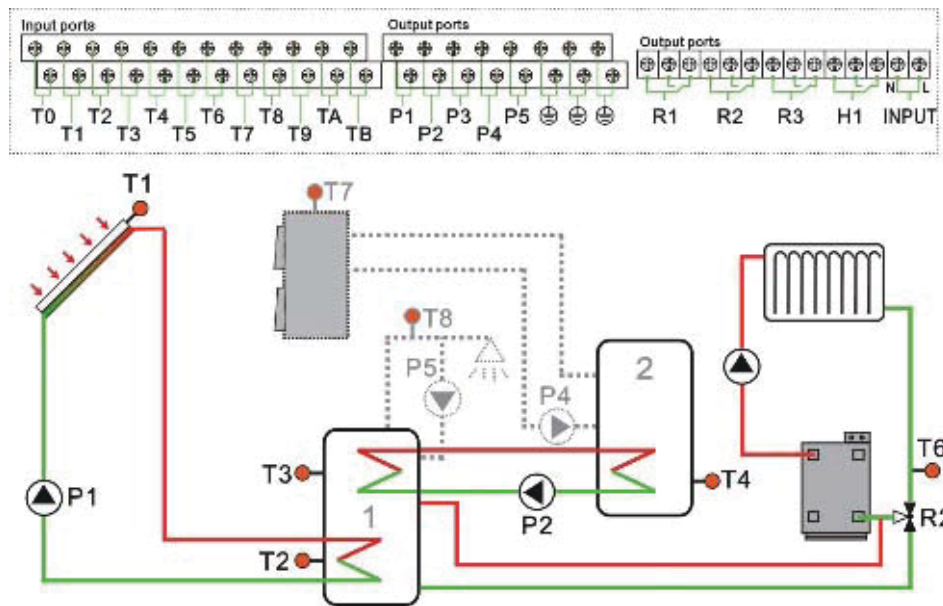 Input ports
Output ports
Output ports
T0 T2 T4 T6 T8 TA P1 P3 P5
T1 T3 T5 T7 T9 TB P2 P4
R1 R2 R3 H1 INPUT
N L
T1
T7
T8
P5
2
P4
T3
T4
T6
P1
1
P2
R2
T2